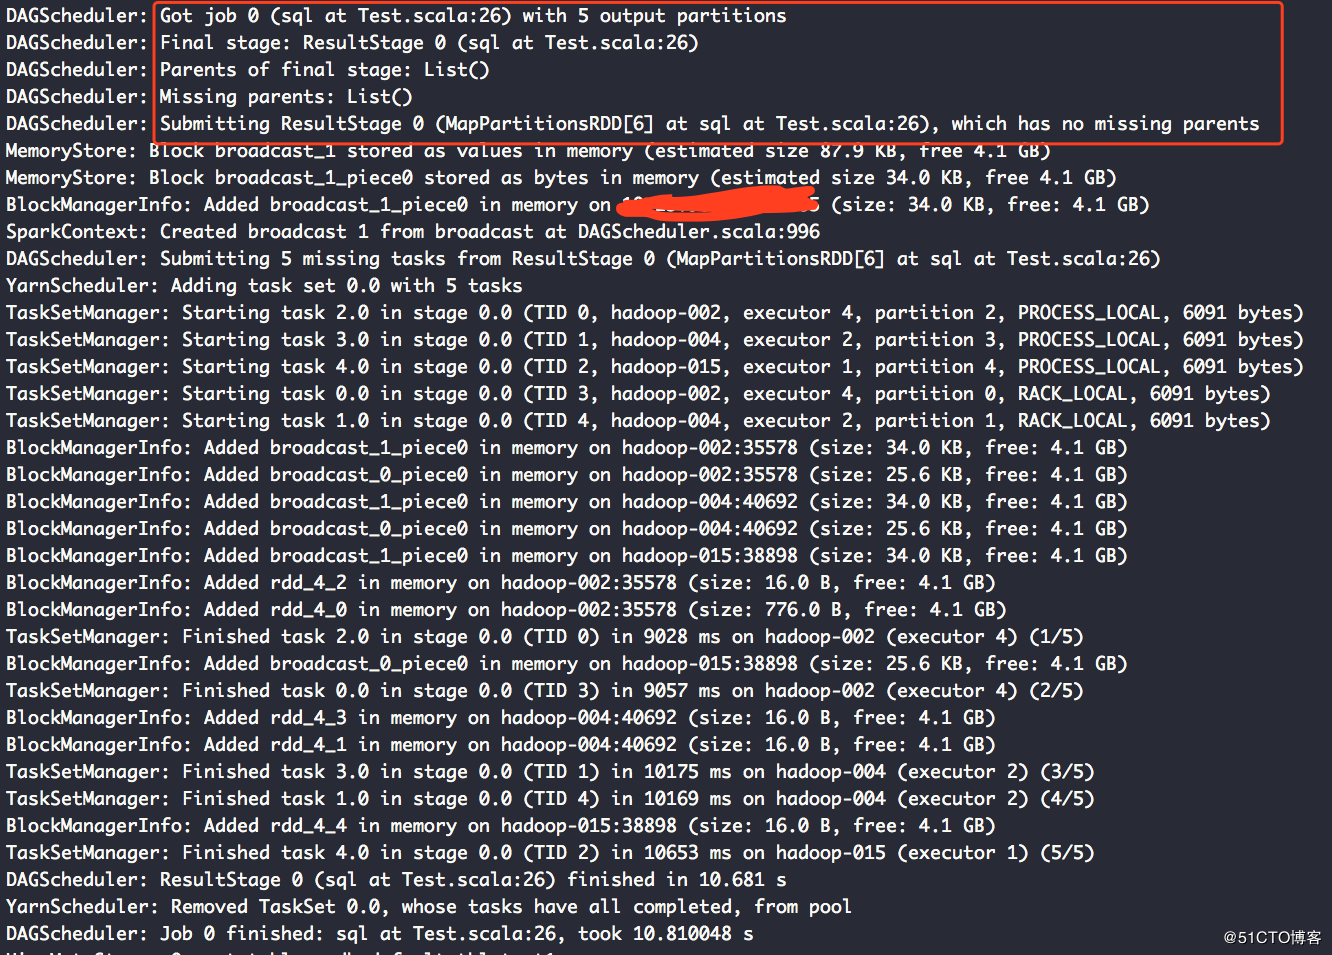 DAGScheduler: Got job 0 (sql at Test.scala:26) with 5 output partitions
DAGScheduler: Final stage: ResultStage 0 (sql at Test.scala:26)
DAGScheduler: Parents of final stage: List()
DAGScheduler: Missing parents: List()
DAGScheduler: Submitting ResultStage 0 (MapPartitionsRDD[6] at sql at Test.scala:26), which has no missing parents
MemoryStore: Block broadcast_1 stored as values in memory (estimated size 87.9 KB, free 4.1 GB)
MemoryStore: Block broadcast_1_piece0 stored as bytes in memory (estimated size 34.0 KB, free 4.1 GB)
BlockManagerInfo: Added broadcast_1_piece0 in memory on (size: 34.0 KB, free: 4.1 GB)
SparkContext: Created broadcast 1 from broadcast at DAGScheduler.scala:996
DAGScheduler: Submitting 5 missing tasks from ResultStage 0 (MapPartitionsRDD[6] at sql at Test.scala:26)
YarnScheduler: Adding task set 0.0 with 5 tasks
TaskSetManager: Starting task 2.0 in stage 0.0 (TID 0, hadoop-002, executor 4, partition 2, PROCESS_LOCAL, 6091 bytes)
TaskSetManager: Starting task 3.0 in stage 0.0 (TID 1, hadoop-004, executor 2, partition 3, PROCESS_LOCAL, 6091 bytes)
TaskSetManager: Starting task 4.0 in stage 0.0 (TID 2, hadoop-015, executor 1, partition 4, PROCESS_LOCAL, 6091 bytes)
TaskSetManager: Starting task 0.0 in stage 0.0 (TID 3, hadoop-002, executor 4, partition 0, RACK_LOCAL, 6091 bytes)
TaskSetManager: Starting task 1.0 in stage 0.0 (TID 4, hadoop-004, executor 2, partition 1, RACK_LOCAL, 6091 bytes)
BlockManagerInfo: Added broadcast_1_piece0 in memory on hadoop-002:35578 (size: 34.0 KB, free: 4.1 GB)
BlockManagerInfo: Added broadcast_0_piece0 in memory on hadoop-002:35578 (size: 25.6 KB, free: 4.1 GB)
BlockManagerInfo: Added broadcast_1_piece0 in memory on hadoop-004:40692 (size: 34.0 KB, free: 4.1 GB)
BlockManagerInfo: Added broadcast_0_piece0 in memory on hadoop-004:40692 (size: 25.6 KB, free: 4.1 GB)
BlockManagerInfo: Added broadcast_1_piece0 in memory on hadoop-015:38898 (size: 34.0 KB, free: 4.1 GB)
BlockManagerInfo: Added rdd_4_2 in memory on hadoop-002:35578 (size: 16.0 B, free: 4.1 GB)
BlockManagerInfo: Added rdd_4_0 in memory on hadoop-002:35578 (size: 776.0 B, free: 4.1 GB)
TaskSetManager: Finished task 2.0 in stage 0.0 (TID 0) in 9028 ms on hadoop-002 (executor 4) (1/5)
BlockManagerInfo: Added broadcast_0_piece0 in memory on hadoop-015:38898 (size: 25.6 KB, free: 4.1 GB)
TaskSetManager: Finished task 0.0 in stage 0.0 (TID 3) in 9057 ms on hadoop-002 (executor 4) (2/5)
BlockManagerInfo: Added rdd_4_3 in memory on hadoop-004:40692 (size: 16.0 B, free: 4.1 GB)
BlockManagerInfo: Added rdd_4_1 in memory on hadoop-004:40692 (size: 16.0 B, free: 4.1 GB)
TaskSetManager: Finished task 3.0 in stage 0.0 (TID 1) in 10175 ms on hadoop-004 (executor 2) (3/5)
TaskSetManager: Finished task 1.0 in stage 0.0 (TID 4) in 10169 ms on hadoop-004 (executor 2) (4/5)
BlockManagerInfo: Added rdd_4_4 in memory on hadoop-015:38898 (size: 16.0 B, free: 4.1 GB)
TaskSetManager: Finished task 4.0 in stage 0.0 (TID 2) in 10653 ms on hadoop-015 (executor 1) (5/5)
DAGScheduler: ResultStage 0 (sql at Test.scala:26) finished in 10.681 s
YarnScheduler: Removed TaskSet 0.0, whose tasks have all completed, from pool
DAGScheduler: Job 0 finished: sql at Test.scala:26, took 10.810048 s
@51CTO博客